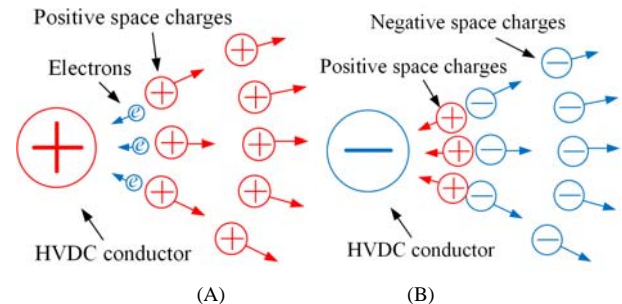 Positive space charges
Electrons
e
e
e
+
+
+
+
+
+
+
+
+
HVDC conductor
(A)
Negative space charges
Positive space charges
−
+
+
+
−
−
−
−
−
−
−
−
HVDC conductor
(B)